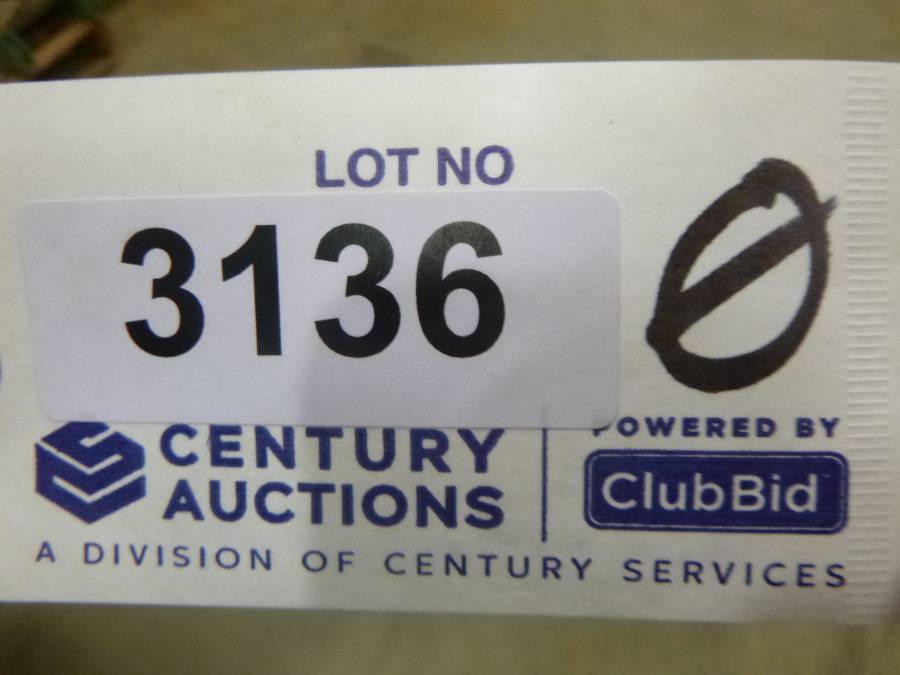 LOT NO
3136 Ø
CENTURY
AUCTIONS
POWERED BY
ClubBid
A DIVISION OF CENTURY SERVICES